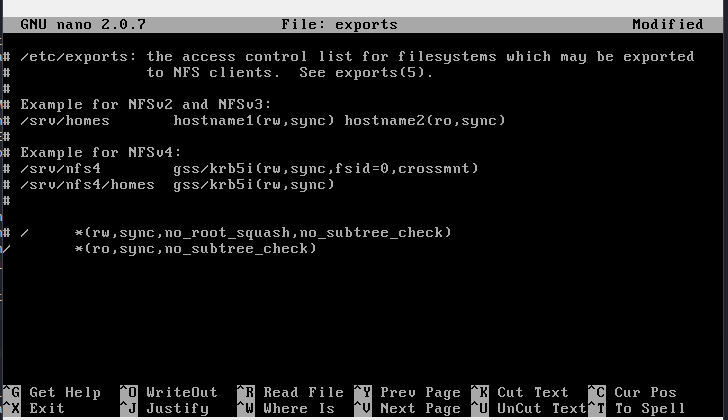 GNU nano 2.0.7 File: exports Modified
# /etc/exports: the access control list for filesystems which may be exported
# to NFS clients. See exports(5).
#
# Example for NFSv2 and NFSv3:
# /srv/homes hostname1(rw,sync) hostname2(ro,sync)
#
# Example for NFSv4:
# /srv/nfs4 gss/krb5i(rw,sync,fsid=0,crossmnt)
# /srv/nfs4/homes gss/krb5i(rw,sync)
#
# / *(rw,sync,no_root_squash,no_subtree_check)
/ *(ro,sync,no_subtree_check)
^G Get Help ^O WriteOut ^R Read File ^Y Prev Page ^K Cut Text ^C Cur Pos
^X Exit ^J Justify ^W Where Is ^V Next Page ^U UnCut Text ^T To Spell